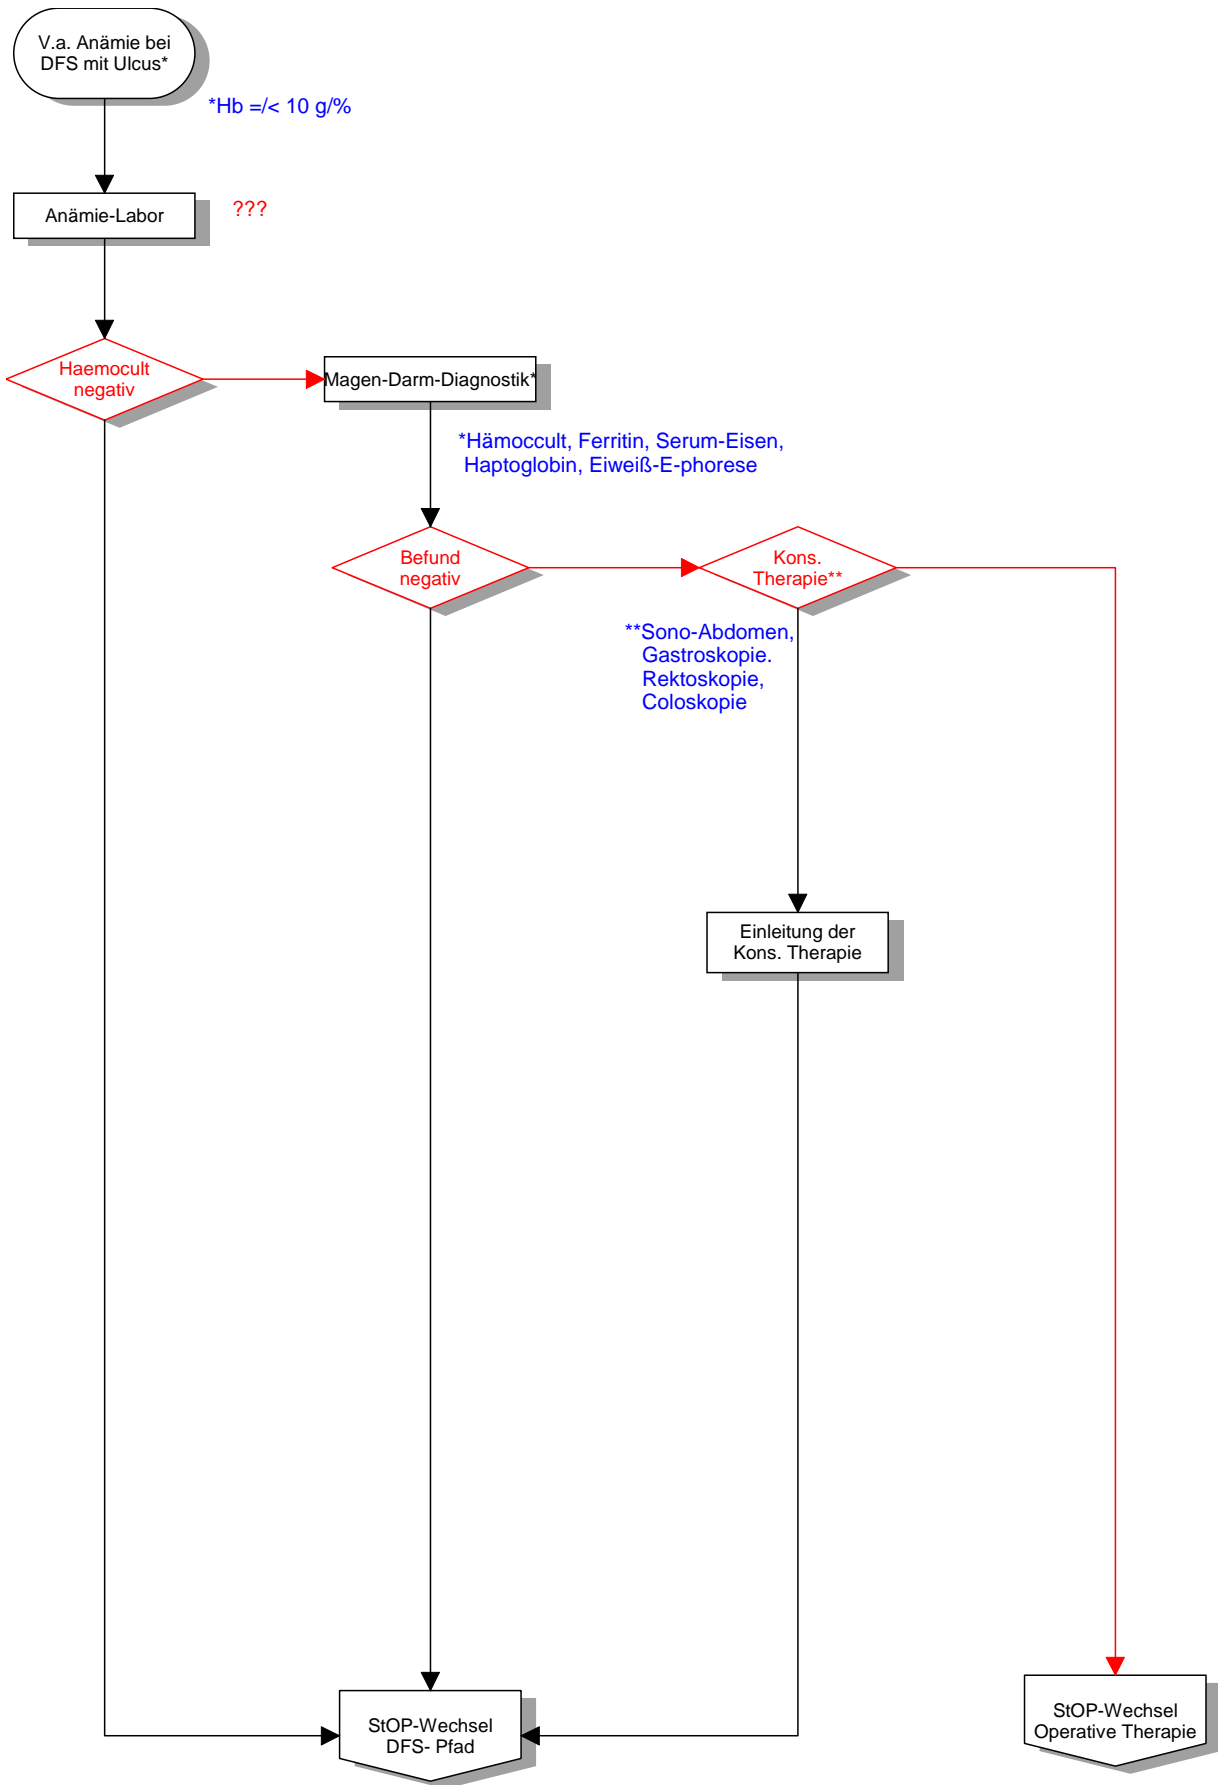 V.a. Anämie bei
DFS mit Ulcus*
*Hb =/< 10 g/%
Anämie-Labor
???
Haemocult
negativ
Magen-Darm-Diagnostik*
*Hämoccult, Ferritin, Serum-Eisen,
Haptoglobin, Eiweiß-E-phorese
Befund
negativ
Kons.
Therapie**
**Sono-Abdomen,
Gastroskopie.
Rektoskopie,
Coloskopie
Einleitung der
Kons. Therapie
StOP-Wechsel
DFS- Pfad
StOP-Wechsel
Operative Therapie